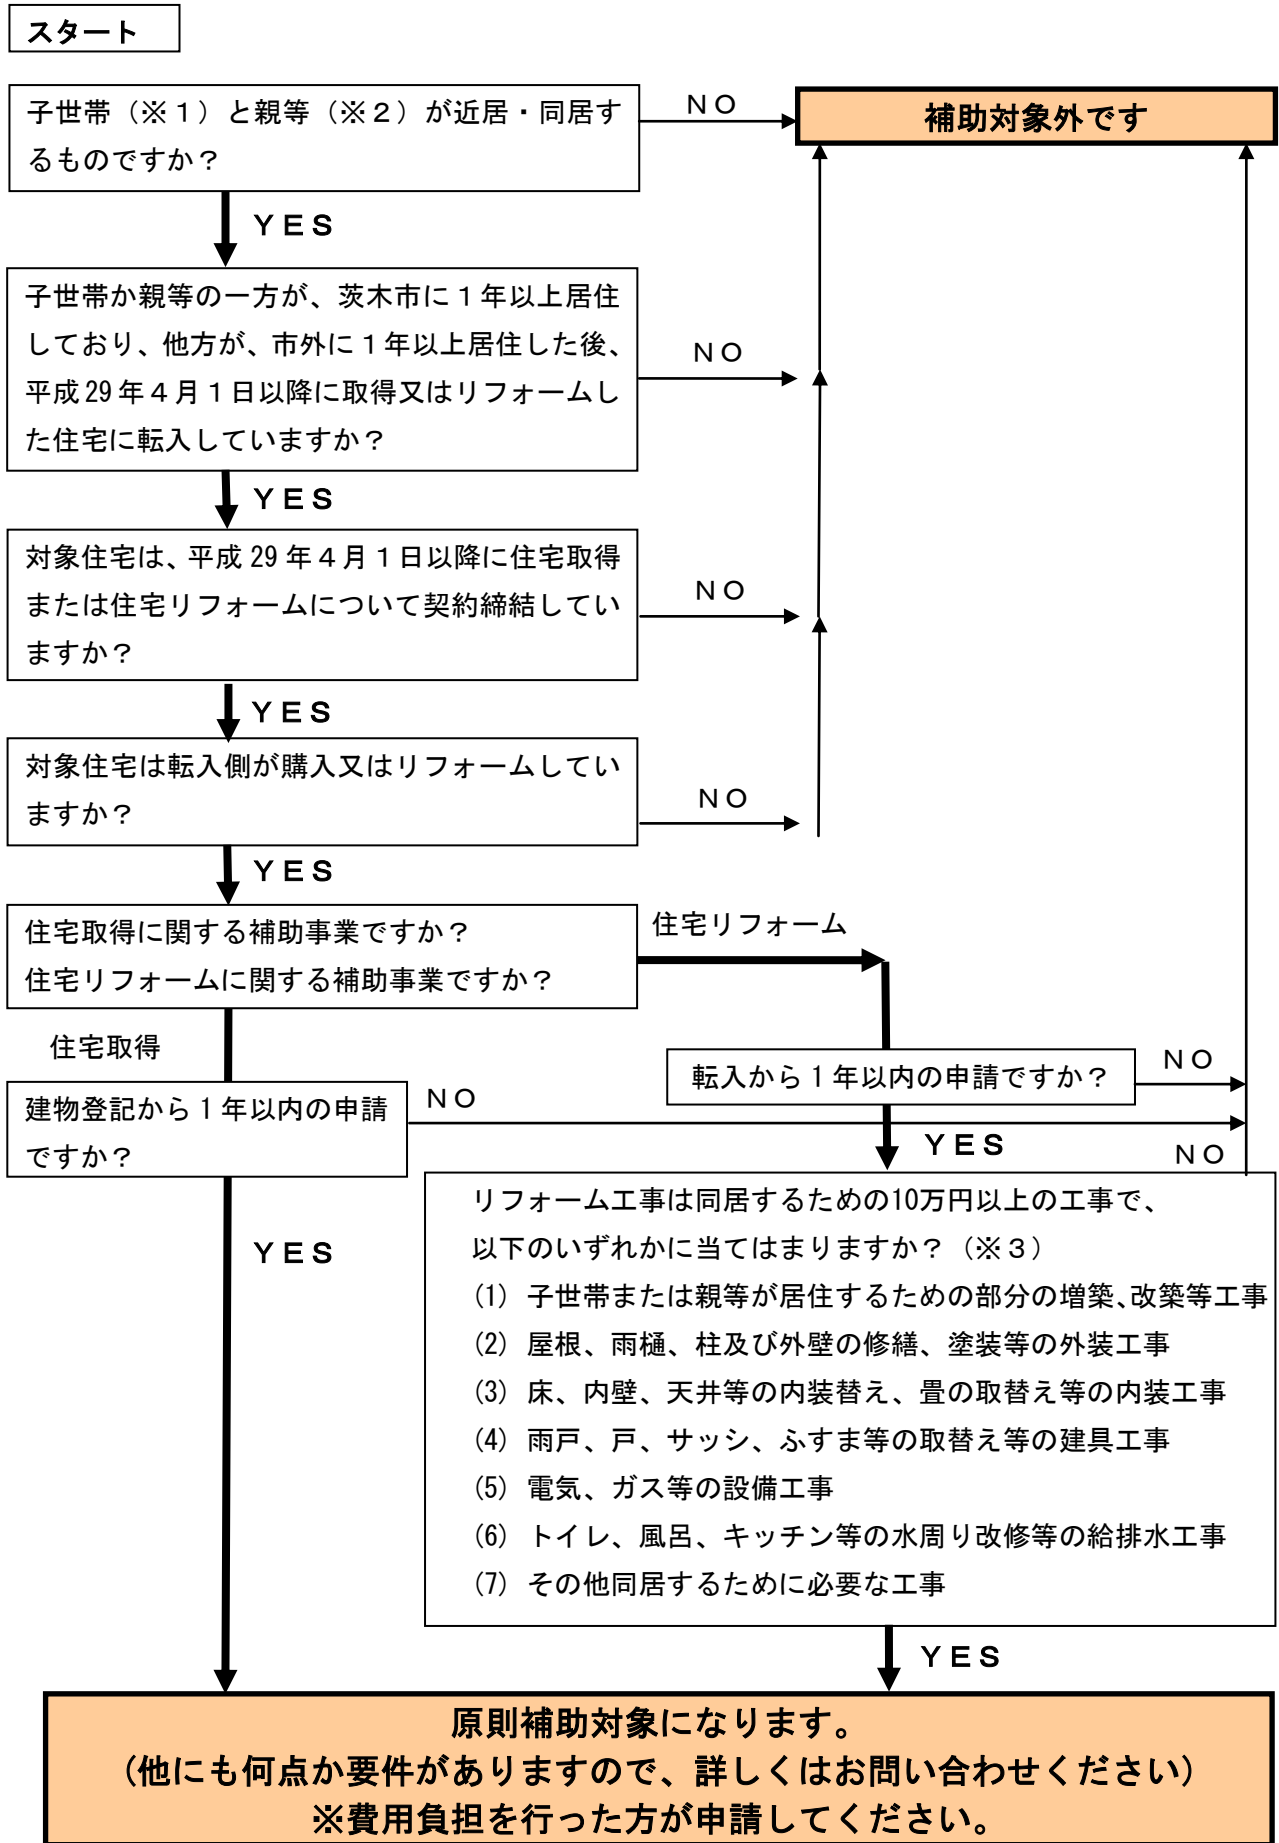 スタート
子世帯（※１）と親等（※２）が近居・同居す
るものですか？
ＮＯ
補助対象外です
ＹＥＳ
子世帯か親等の一方が、茨木市に１年以上居住
しており、他方が、市外に１年以上居住した後、
平成29年４月１日以降に取得又はリフォームし
た住宅に転入していますか？
ＮＯ
ＹＥＳ
対象住宅は、平成29年４月１日以降に住宅取得
または住宅リフォームについて契約締結してい
ますか？
ＮＯ
ＹＥＳ
対象住宅は転入側が購入又はリフォームしてい
ますか？
ＮＯ
ＹＥＳ
住宅取得に関する補助事業ですか？
住宅リフォームに関する補助事業ですか？
住宅リフォーム
住宅取得
転入から１年以内の申請ですか？
ＮＯ
建物登記から１年以内の申請
ですか？
ＮＯ
ＹＥＳ
ＮＯ
ＹＥＳ
リフォーム工事は同居するための10万円以上の工事で、
以下のいずれかに当てはまりますか？（※３）
(1) 子世帯または親等が居住するための部分の増築、改築等工事
(2) 屋根、雨樋、柱及び外壁の修繕、塗装等の外装工事
(3) 床、内壁、天井等の内装替え、畳の取替え等の内装工事
(4) 雨戸、戸、サッシ、ふすま等の取替え等の建具工事
(5) 電気、ガス等の設備工事
(6) トイレ、風呂、キッチン等の水周り改修等の給排水工事
(7) その他同居するために必要な工事
ＹＥＳ
原則補助対象になります。
(他にも何点か要件がありますので、詳しくはお問い合わせください)
※費用負担を行った方が申請してください。